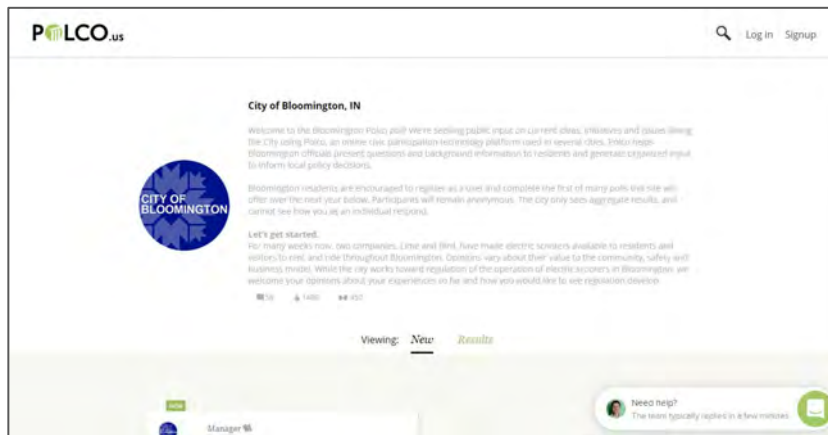 POLCO.us
Log in Signup
City of Bloomington, IN
Welcome to the Bloomington Polco poll! We're seeking public input on current ideas, initiatives and issues facing
the City using Polco, an online civic participation technology platform used in several cities. Polco helps
Bloomington officials present questions and background information to residents and generate organized input
to inform local policy decisions.
Bloomington residents are encouraged to register as a user and complete the first of many polls this site will
offer over the next year below. Participants will remain anonymous. The city only sees aggregate results, and
cannot see how you as an individual respond.
CITY OF
BLOOMINGTON
Let's get started.
For many weeks now, two companies, Lime and Bird, have made electric scooters available to residents and
visitors to rent and ride throughout Bloomington. Opinions vary about their value to the community, safety and
business model. While the city works toward regulation of the operation of electric scooters in Bloomington, we
welcome your opinions about your experiences so far and how you would like to see regulation develop.
Viewing: New Results
Need help?
The team typically replied in a few minutes
Manager